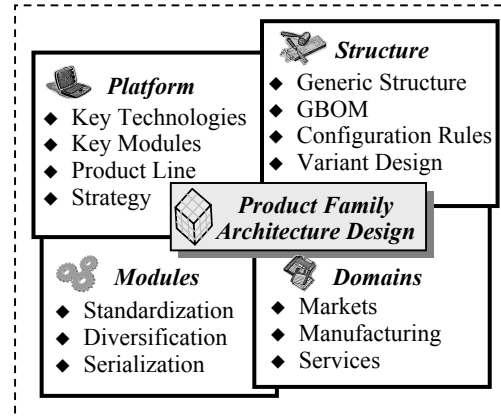 Platform
◆ Key Technologies
◆ Key Modules
◆ Product Line
◆ Strategy
Structure
◆ Generic Structure
◆ GBOM
◆ Configuration Rules
◆ Variant Design
Product Family
Architecture Design
Modules
◆ Standardization
◆ Diversification
◆ Serialization
Domains
◆ Markets
◆ Manufacturing
◆ Services